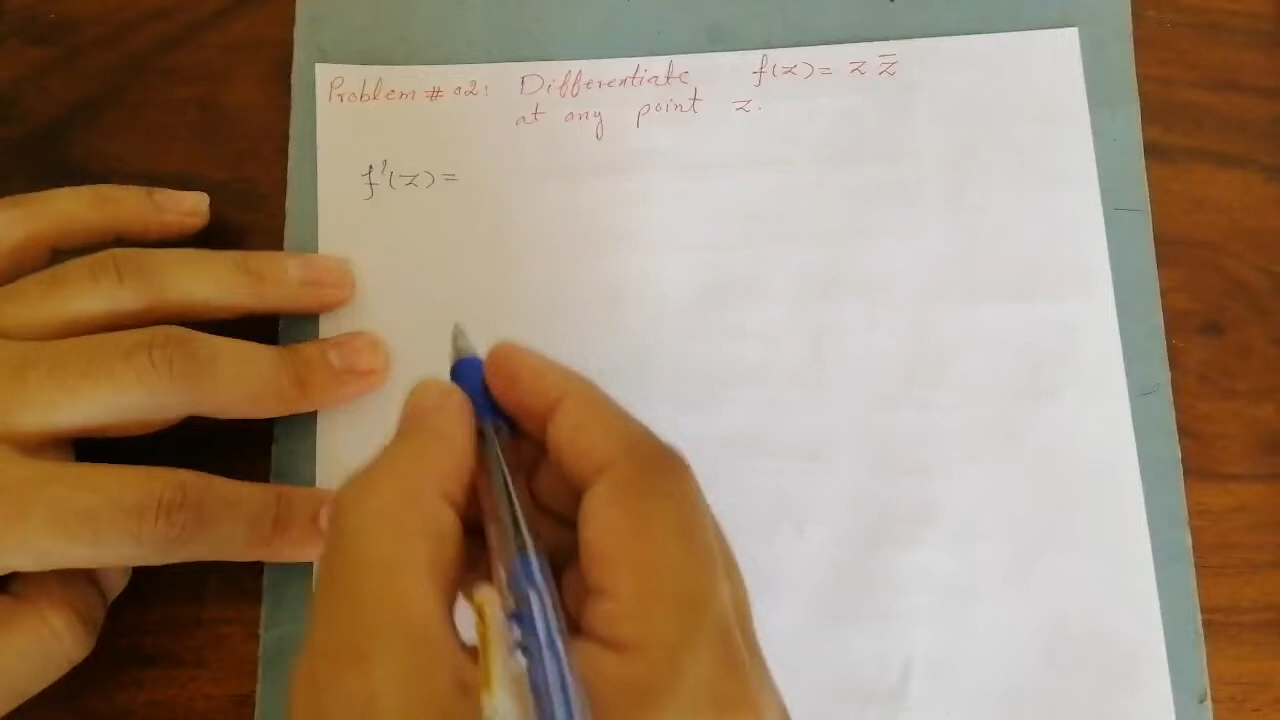 Problem # 02: Differentiate f(z) = z z̄
at any point z.
f'(z) =